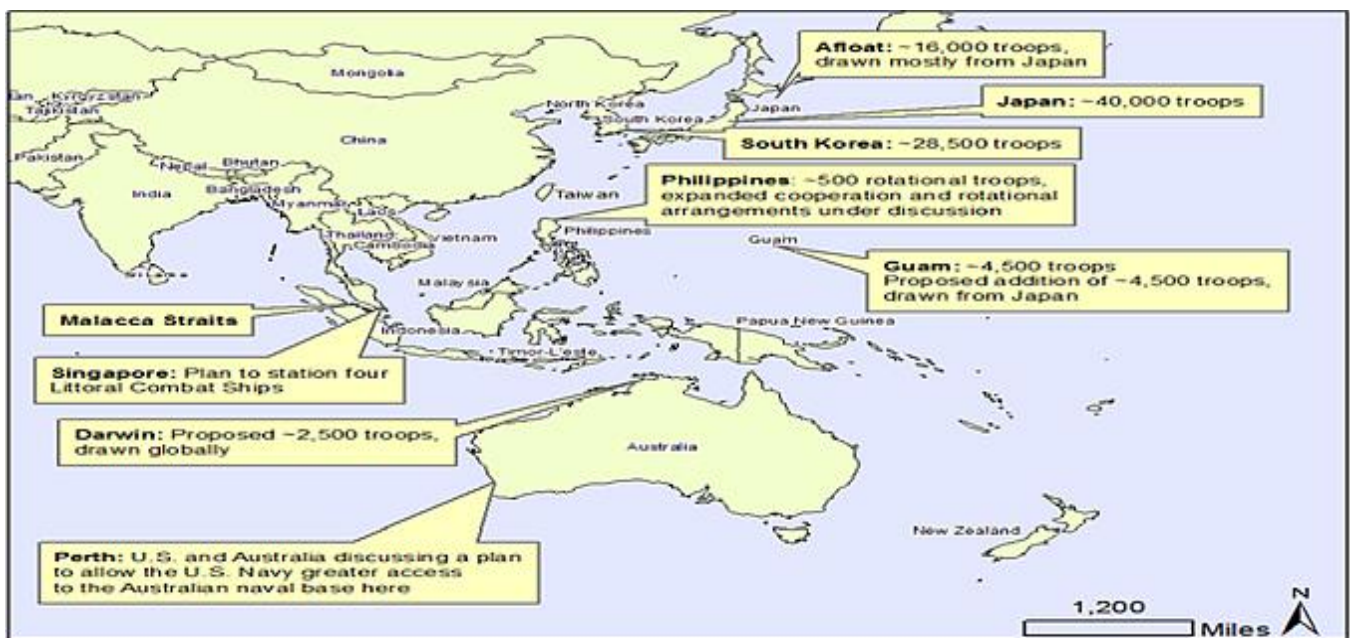 Afloat: ~16,000 troops,
drawn mostly from Japan
Mongolia
Kyrgyzstan
Tajikistan
North Korea
Japan
Japan: ~40,000 troops
South Korea
South Korea: ~28,500 troops
China
Pakistan
Nepal
Bhutan
India
Bangladesh
Myanmar
Laos
Thailand
Cambodia
Vietnam
Taiwan
Philippines: ~500 rotational troops,
expanded cooperation and rotational
arrangements under discussion
Philippines
Guam
Guam: ~4,500 troops
Proposed addition of ~4,500 troops,
drawn from Japan
Malaysia
Malacca Straits
Indonesia
Papua New Guinea
Timor-L'este
Singapore: Plan to station four
Littoral Combat Ships
Darwin: Proposed ~2,500 troops,
drawn globally
Australia
New Zealand
Perth: U.S. and Australia discussing a plan
to allow the U.S. Navy greater access
to the Australian naval base here
N
1,200
Miles